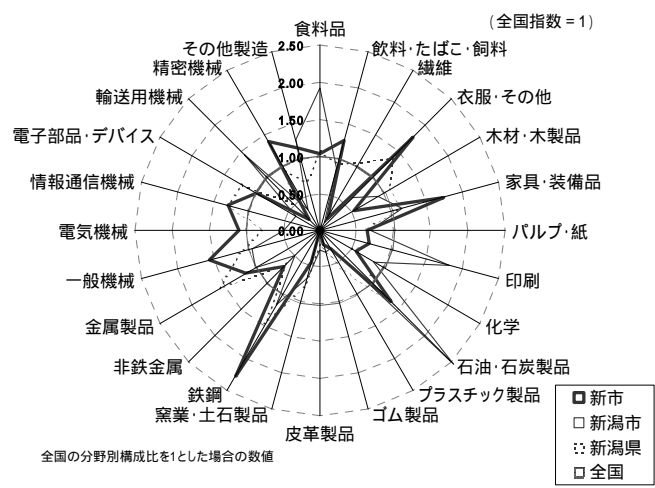 (全国指数=1)
食料品
飲料・たばこ・飼料
繊維
衣服・その他
木材・木製品
家具・装備品
パルプ・紙
印刷
化学
石油・石炭製品
プラスチック製品
ゴム製品
皮革製品
窯業・土石製品
鉄鋼
非鉄金属
金属製品
一般機械
電気機械
情報通信機械
電子部品・デバイス
輸送用機械
精密機械
その他製造
2.50
2.00
1.50
1.00
0.50
0.00
新市
新潟市
新潟県
全国
全国の分野別構成比を1とした場合の数値